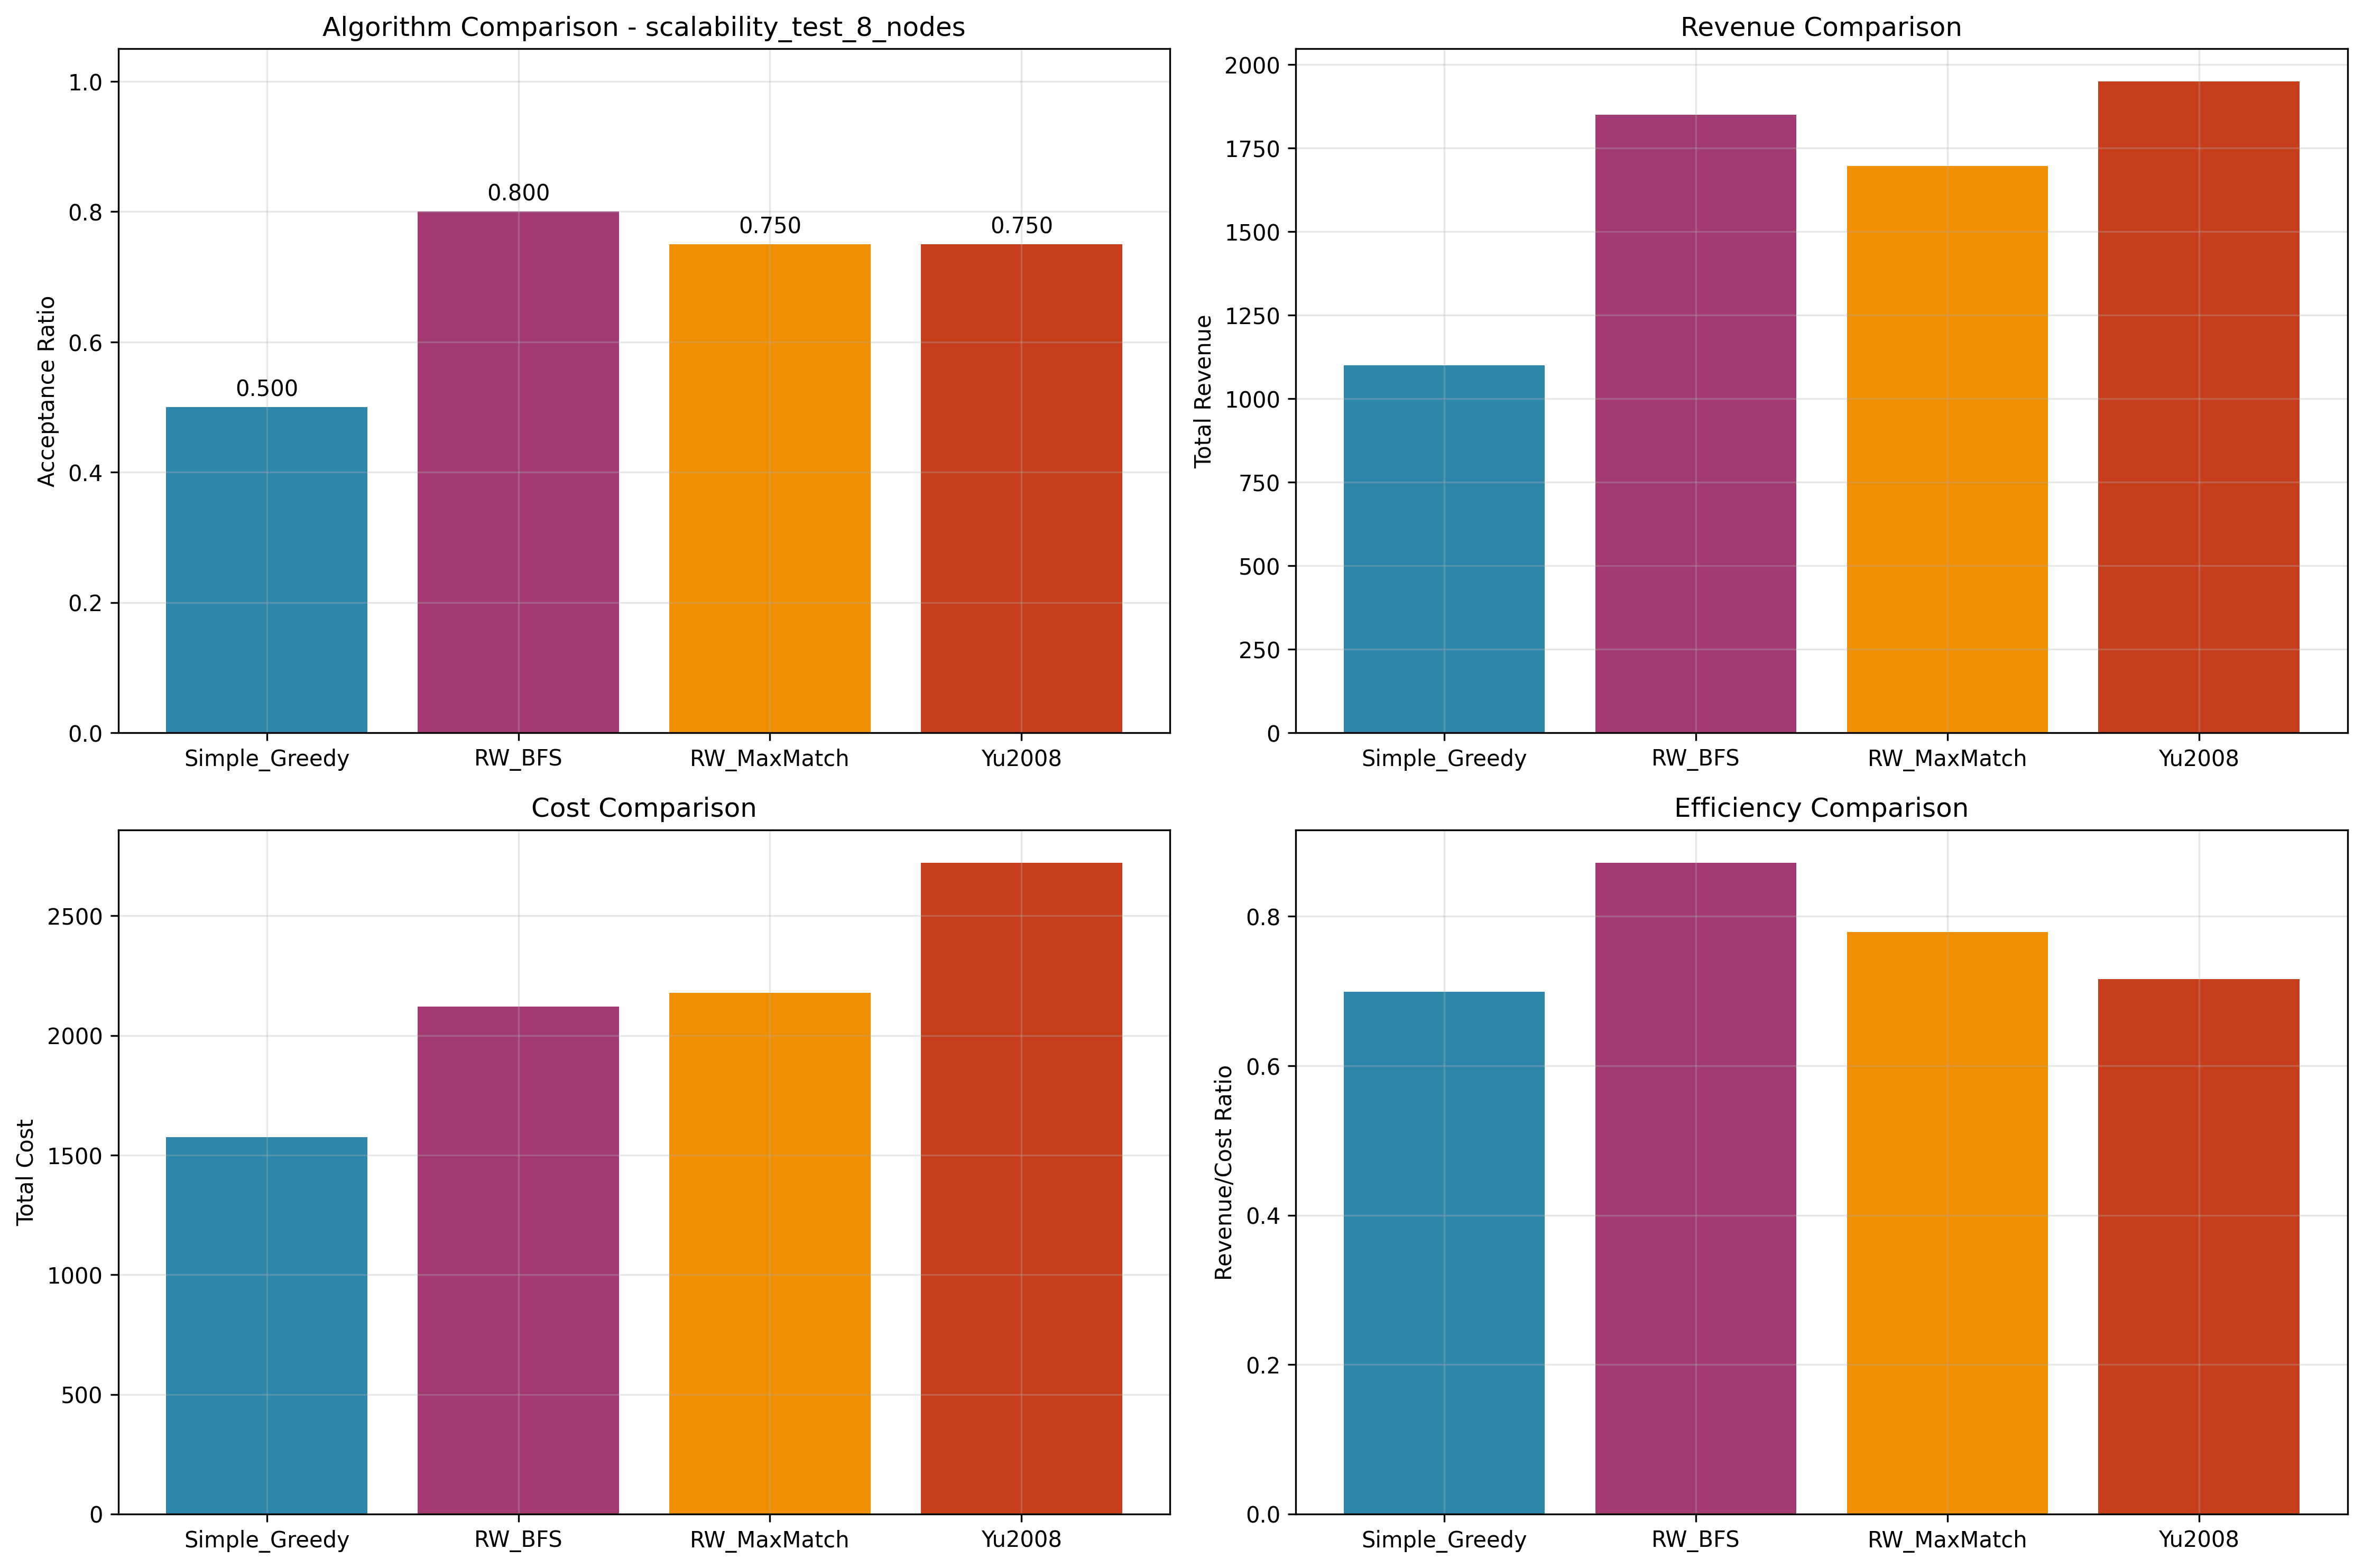 Algorithm Comparison - scalability_test_8_nodes
Acceptance Ratio
1.0
0.8
0.6
0.4
0.2
0.0
0.500
0.800
0.750
0.750
Simple_Greedy
RW_BFS
RW_MaxMatch
Yu2008
Revenue Comparison
Total Revenue
2000
1750
1500
1250
1000
750
500
250
0
Simple_Greedy
RW_BFS
RW_MaxMatch
Yu2008
Cost Comparison
Total Cost
2500
2000
1500
1000
500
0
Simple_Greedy
RW_BFS
RW_MaxMatch
Yu2008
Efficiency Comparison
Revenue/Cost Ratio
0.8
0.6
0.4
0.2
0.0
Simple_Greedy
RW_BFS
RW_MaxMatch
Yu2008